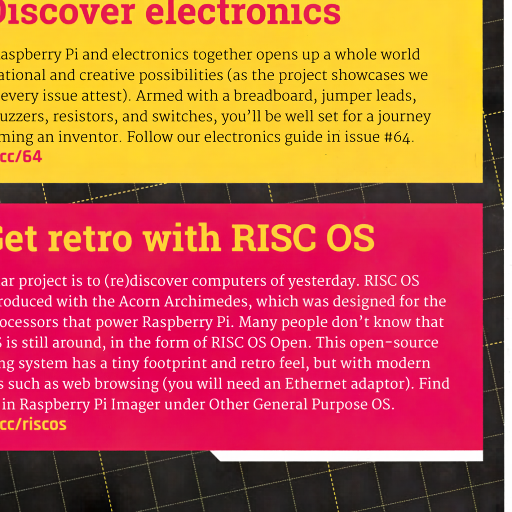 Discover electronics
aspberry Pi and electronics together opens up a whole world
ational and creative possibilities (as the project showcases we
every issue attest). Armed with a breadboard, jumper leads,
uzzers, resistors, and switches, you'll be well set for a journey
ming an inventor. Follow our electronics guide in issue #64.
cc/64
Get retro with RISC OS
ar project is to (re)discover computers of yesterday. RISC OS
roduced with the Acorn Archimedes, which was designed for the
ocessors that power Raspberry Pi. Many people don't know that
S is still around, in the form of RISC OS Open. This open-source
ng system has a tiny footprint and retro feel, but with modern
s such as web browsing (you will need an Ethernet adaptor). Find
in Raspberry Pi Imager under Other General Purpose OS.
cc/riscos